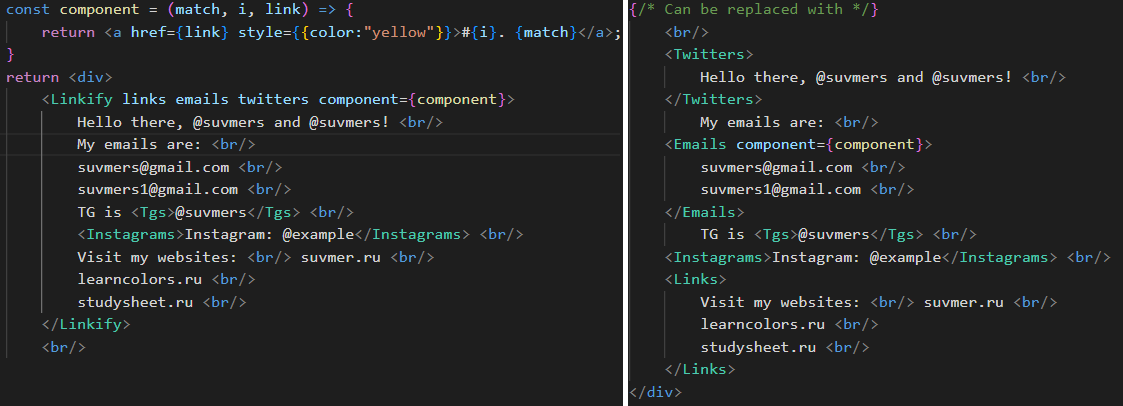 const component = (match, i, link) => {
    return <a href={link} style={{color:"yellow"}}>#{i}. {match}</a>;
}
return <div>
    <Linkify links emails twitters component={component}>
        Hello there, @suvmers and @suvmers! <br/>
        My emails are: <br/>
        suvmers@gmail.com <br/>
        suvmers1@gmail.com <br/>
        TG is <Tgs>@suvmers</Tgs> <br/>
        <Instagrams>Instagram: @example</Instagrams> <br/>
        Visit my websites: <br/> suvmer.ru <br/>
        learncolors.ru <br/>
        studysheet.ru <br/>
    </Linkify>
    <br/>
{/* Can be replaced with */}
    <br/>
    <Twitters>
        Hello there, @suvmers and @suvmers! <br/>
    </Twitters>
        My emails are: <br/>
    <Emails component={component}>
        suvmers@gmail.com <br/>
        suvmers1@gmail.com <br/>
    </Emails>
        TG is <Tgs>@suvmers</Tgs> <br/>
    <Instagrams>Instagram: @example</Instagrams> <br/>
    <Links>
        Visit my websites: <br/> suvmer.ru <br/>
        learncolors.ru <br/>
        studysheet.ru <br/>
    </Links>
</div>